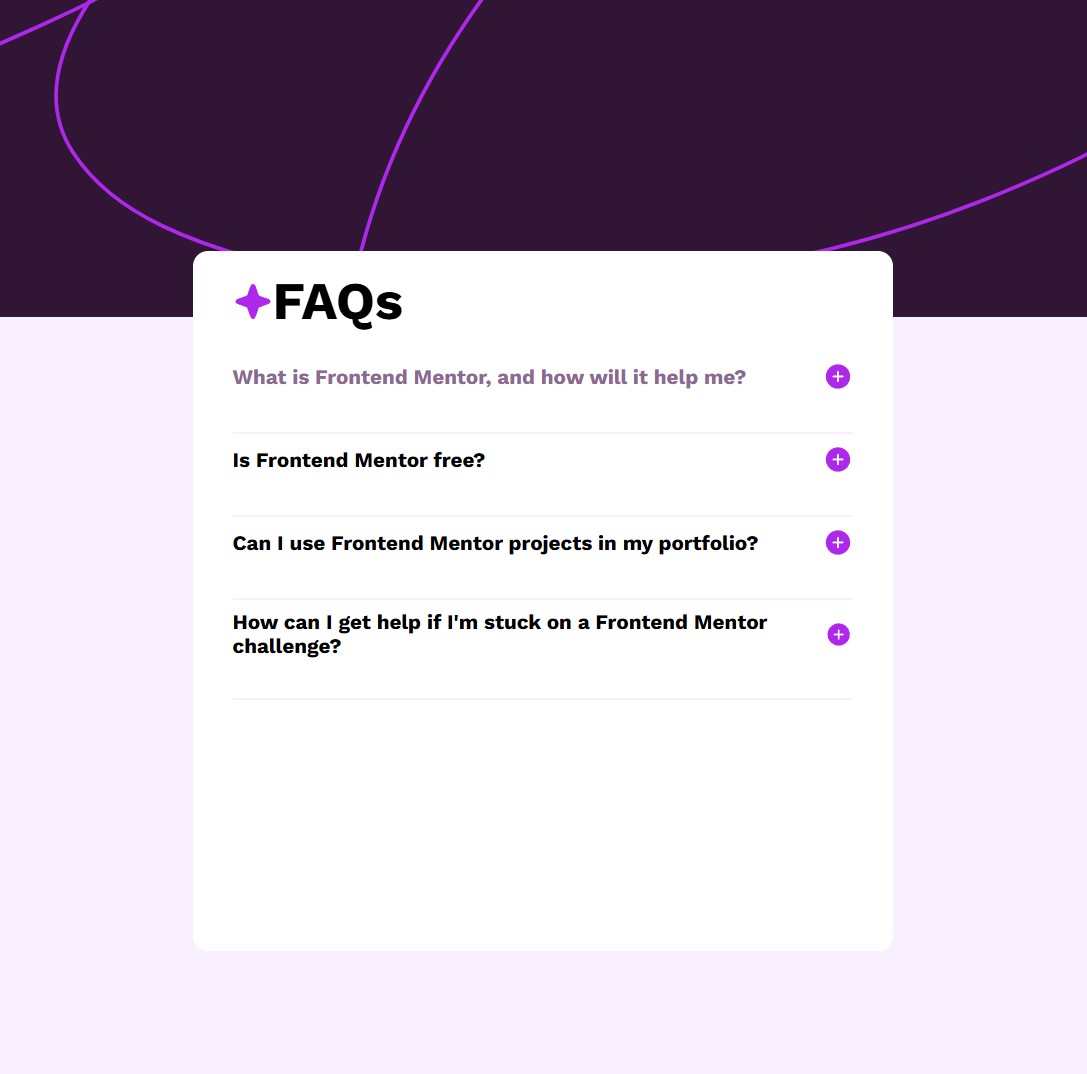 FAQs
What is Frontend Mentor, and how will it help me?
Is Frontend Mentor free?
Can I use Frontend Mentor projects in my portfolio?
How can I get help if I'm stuck on a Frontend Mentor
challenge?